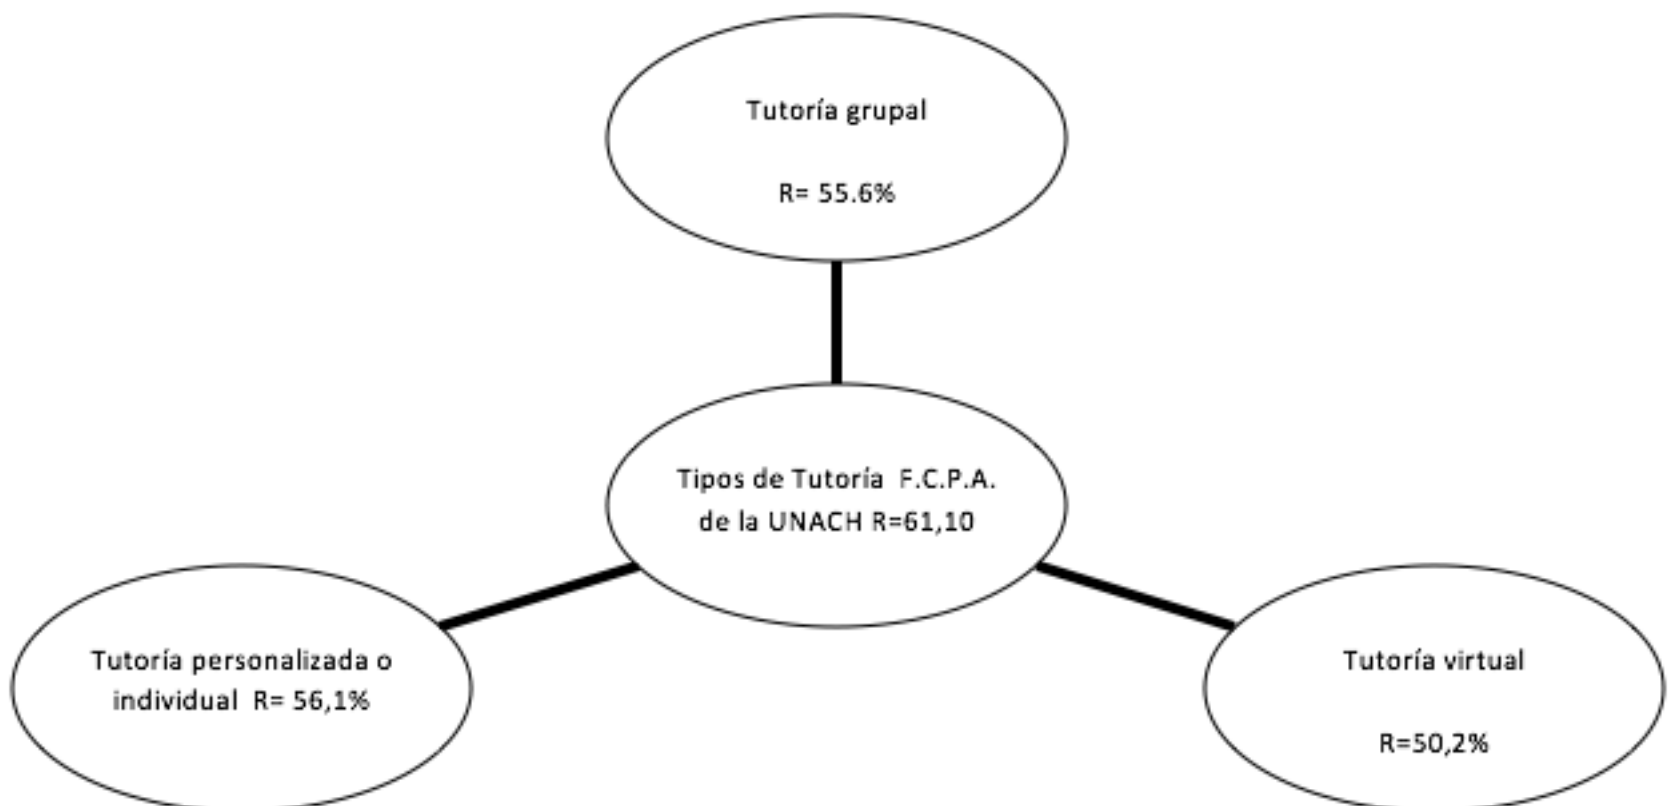 Tutoría grupal
R= 55.6%
Tipos de Tutoría F.C.P.A.
de la UNACH R=61,10
Tutoría personalizada o
individual R= 56,1%
Tutoría virtual
R=50,2%